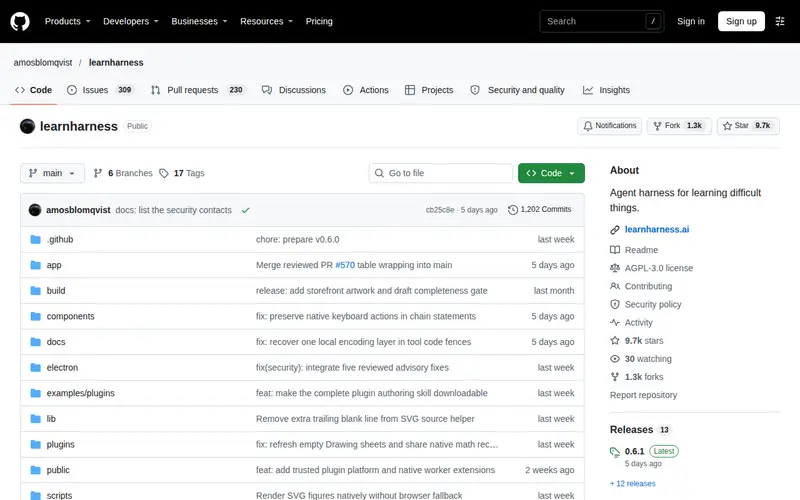 Products Developers Businesses Resources Pricing Search / Sign in Sign up
amosblomqvist / learnharness
Code Issues 309 Pull requests 230 Discussions Actions Projects Security and quality Insights
learnharness Public Notifications Fork 1.3k Star 9.7k
main 6 Branches 17 Tags Go to file Code
amosblomqvist docs: list the security contacts cb25c8e · 5 days ago 1,202 Commits
.github chore: prepare v0.6.0 last week
app Merge reviewed PR #570 table wrapping into main 5 days ago
build release: add storefront artwork and draft completeness gate last month
components fix: preserve native keyboard actions in chain statements 5 days ago
docs fix: recover one local encoding layer in tool code fences 5 days ago
electron fix(security): integrate five reviewed advisory fixes last week
examples/plugins feat: make the complete plugin authoring skill downloadable last week
lib Remove extra trailing blank line from SVG source helper last week
plugins fix: refresh empty Drawing sheets and share native math rec... last week
public feat: add trusted plugin platform and native worker extensions 2 weeks ago
scripts Render SVG figures natively without browser fallback last week
About
Agent harness for learning difficult
things.
learnharness.ai
Readme
AGPL-3.0 license
Contributing
Security policy
Activity
9.7k stars
30 watching
1.3k forks
Report repository
Releases 13
0.6.1 Latest
5 days ago
+ 12 releases